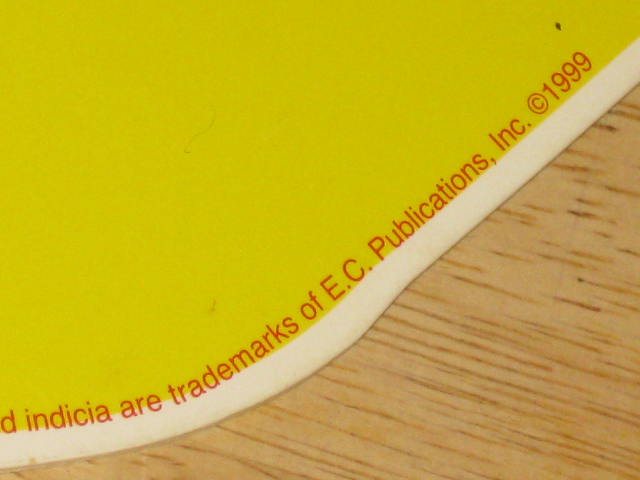 d indicia are trademarks of E.C. Publications, Inc. ©1999